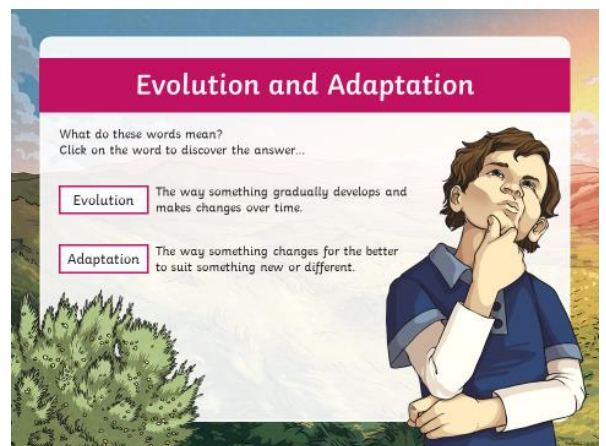 Evolution and Adaptation
What do these words mean?
Click on the word to discover the answer...
Evolution
The way something gradually develops and
makes changes over time.
Adaptation
The way something changes for the better
to suit something new or different.